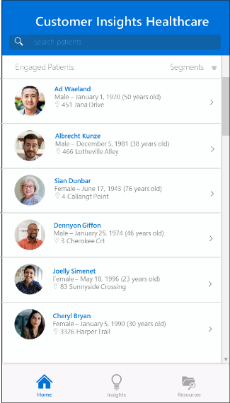 Customer Insights Healthcare
Search patients
Engaged Patients
Segments
Ad Waeland
Male – January 1, 1970 (50 years old)
451 Jana Drive
Albrecht Kunze
Male – December 5, 1981 (38 years old)
466 Lotheville Alley
Sian Dunbar
Female – June 17, 1943 (76 years old)
4 Callangt Point
Dennyon Giffon
Male – January 25, 1974 (46 years old)
3 Cherokee Crt
Joelly Simenet
Female – May 18, 1996 (23 years old)
83 Sunnyside Crossing
Cheryl Bryan
Female – January 5, 1990 (30 years old)
3376 Harper Trail
Home
Insights
Resources